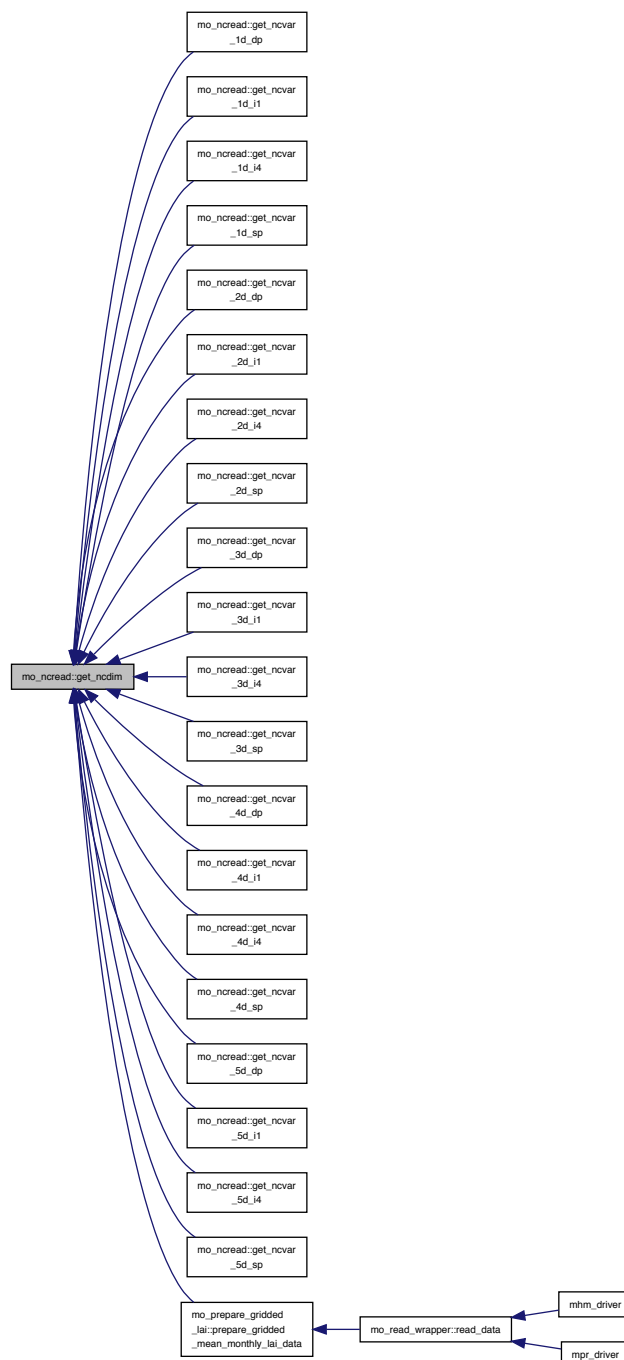 mo_ncread::get_ncvar
_1d_dp
mo_ncread::get_ncvar
_1d_i1
mo_ncread::get_ncvar
_1d_i4
mo_ncread::get_ncvar
_1d_sp
mo_ncread::get_ncvar
_2d_dp
mo_ncread::get_ncvar
_2d_i1
mo_ncread::get_ncvar
_2d_i4
mo_ncread::get_ncvar
_2d_sp
mo_ncread::get_ncvar
_3d_dp
mo_ncread::get_ncvar
_3d_i1
mo_ncread::get_ncdim
mo_ncread::get_ncvar
_3d_i4
mo_ncread::get_ncvar
_3d_sp
mo_ncread::get_ncvar
_4d_dp
mo_ncread::get_ncvar
_4d_i1
mo_ncread::get_ncvar
_4d_i4
mo_ncread::get_ncvar
_4d_sp
mo_ncread::get_ncvar
_5d_dp
mo_ncread::get_ncvar
_5d_i1
mo_ncread::get_ncvar
_5d_i4
mo_ncread::get_ncvar
_5d_sp
mo_prepare_gridded
_lai::prepare_gridded
_mean_monthly_lai_data
mo_read_wrapper::read_data
mhm_driver
mpr_driver